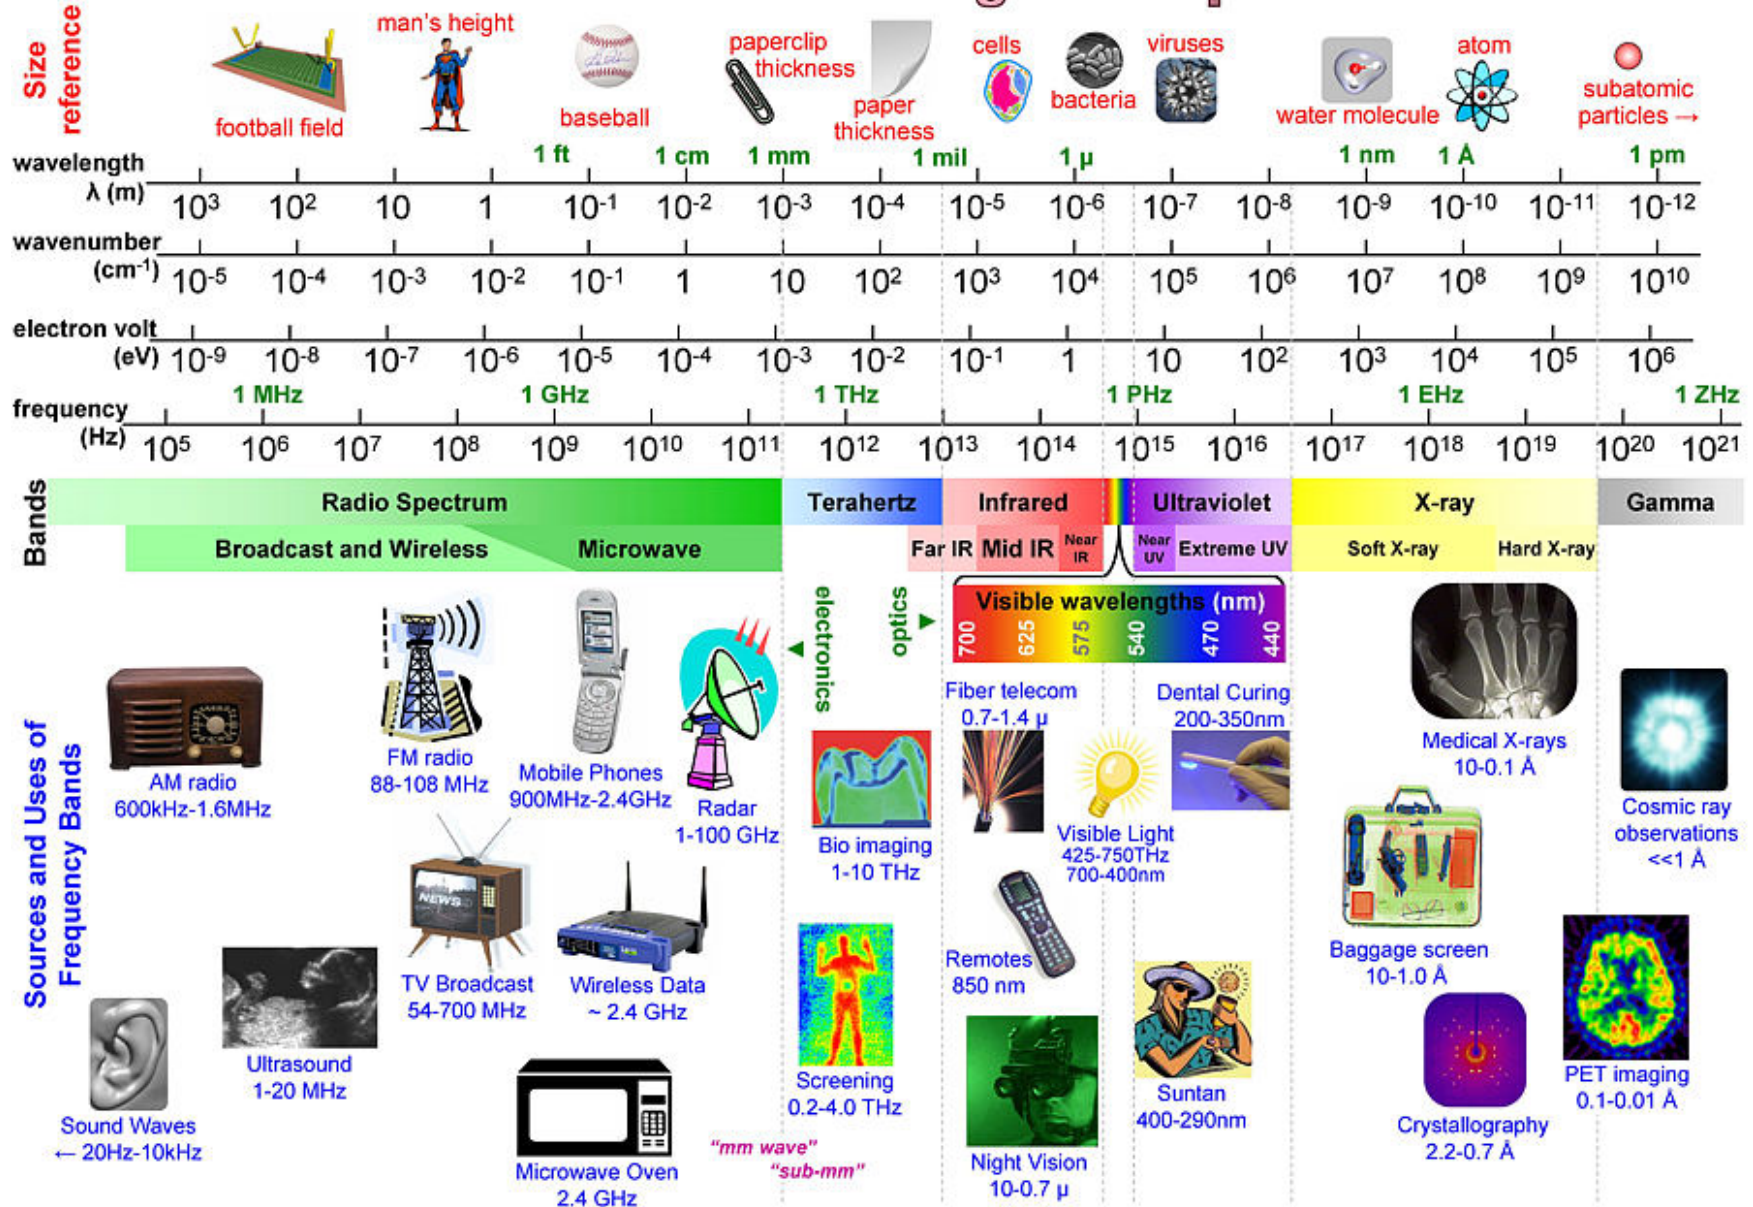 Size reference
football field
man's height
baseball
paperclip thickness
paper thickness
cells
bacteria
viruses
water molecule
atom
subatomic particles →
wavelength λ (m)
1 ft 1 cm 1 mm 1 mil 1 µ 1 nm 1 Å 1 pm
10³ 10² 10 1 10⁻¹ 10⁻² 10⁻³ 10⁻⁴ 10⁻⁵ 10⁻⁶ 10⁻⁷ 10⁻⁸ 10⁻⁹ 10⁻¹⁰ 10⁻¹¹ 10⁻¹²
wavenumber (cm⁻¹)
10⁻⁵ 10⁻⁴ 10⁻³ 10⁻² 10⁻¹ 1 10 10² 10³ 10⁴ 10⁵ 10⁶ 10⁷ 10⁸ 10⁹ 10¹⁰
electron volt (eV)
10⁻⁹ 10⁻⁸ 10⁻⁷ 10⁻⁶ 10⁻⁵ 10⁻⁴ 10⁻³ 10⁻² 10⁻¹ 1 10 10² 10³ 10⁴ 10⁵ 10⁶
1 MHz 1 GHz 1 THz 1 PHz 1 EHz 1 ZHz
frequency (Hz)
10⁵ 10⁶ 10⁷ 10⁸ 10⁹ 10¹⁰ 10¹¹ 10¹² 10¹³ 10¹⁴ 10¹⁵ 10¹⁶ 10¹⁷ 10¹⁸ 10¹⁹ 10²⁰ 10²¹
Bands
Radio Spectrum Terahertz Infrared Ultraviolet X-ray Gamma
Broadcast and Wireless Microwave Far IR Mid IR Near IR Near UV Extreme UV Soft X-ray Hard X-ray
electronics
optics
Visible wavelengths (nm)
700 625 575 540 470 440
Sources and Uses of
Frequency Bands
AM radio
600kHz-1.6MHz
FM radio
88-108 MHz
Mobile Phones
900MHz-2.4GHz
Radar
1-100 GHz
Bio imaging
1-10 THz
Fiber telecom
0.7-1.4 µ
Visible Light
425-750THz
700-400nm
Dental Curing
200-350nm
Medical X-rays
10-0.1 Å
Cosmic ray
observations
<<1 Å
Sound Waves
← 20Hz-10kHz
Ultrasound
1-20 MHz
NEWS
TV Broadcast
54-700 MHz
Wireless Data
~ 2.4 GHz
Microwave Oven
2.4 GHz
"mm wave"
"sub-mm"
Screening
0.2-4.0 THz
Remotes
850 nm
Night Vision
10-0.7 µ
Suntan
400-290nm
Baggage screen
10-1.0 Å
Crystallography
2.2-0.7 Å
PET imaging
0.1-0.01 Å